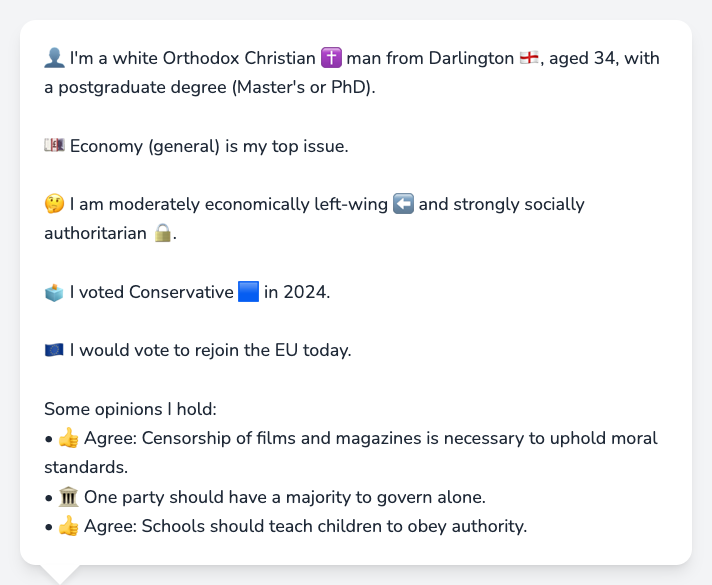 👤 I'm a white Orthodox Christian ✝️ man from Darlington 🏴󠁧󠁢󠁥󠁮󠁧󠁿, aged 34, with
a postgraduate degree (Master's or PhD).
💷 Economy (general) is my top issue.
🤔 I am moderately economically left-wing ⬅️ and strongly socially
authoritarian 🔒.
🗳️ I voted Conservative 🟦 in 2024.
🇪🇺 I would vote to rejoin the EU today.
Some opinions I hold:
• 👍 Agree: Censorship of films and magazines is necessary to uphold moral
standards.
• 🏛️ One party should have a majority to govern alone.
• 👍 Agree: Schools should teach children to obey authority.